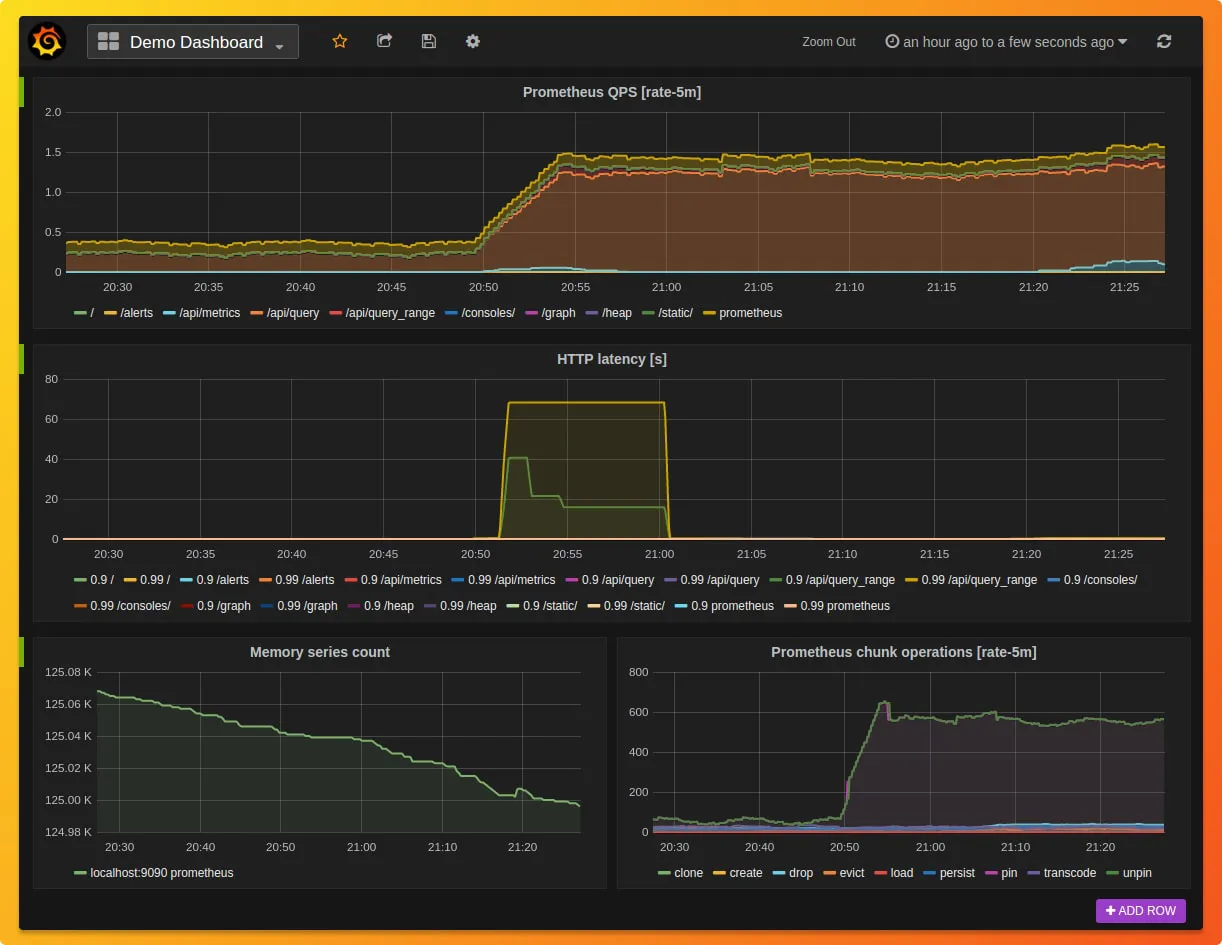 Demo Dashboard
Zoom Out an hour ago to a few seconds ago
Prometheus QPS [rate-5m]
2.0
1.5
1.0
0.5
0
20:30 20:35 20:40 20:45 20:50 20:55 21:00 21:05 21:10 21:15 21:20 21:25
/ /alerts /api/metrics /api/query /api/query_range /consoles/ /graph /heap /static/ prometheus
HTTP latency [s]
80
60
40
20
0
20:30 20:35 20:40 20:45 20:50 20:55 21:00 21:05 21:10 21:15 21:20 21:25
0.9 / 0.99 / 0.9 /alerts 0.99 /alerts 0.9 /api/metrics 0.99 /api/metrics 0.9 /api/query 0.99 /api/query 0.9 /api/query_range 0.99 /api/query_range 0.9 /consoles/
0.99 /consoles/ 0.9 /graph 0.99 /graph 0.9 /heap 0.99 /heap 0.9 /static/ 0.99 /static/ 0.9 prometheus 0.99 prometheus
Memory series count
125.08 K
125.06 K
125.04 K
125.02 K
125.00 K
124.98 K
20:30 20:40 20:50 21:00 21:10 21:20
localhost:9090 prometheus
Prometheus chunk operations [rate-5m]
800
600
400
200
0
20:30 20:40 20:50 21:00 21:10 21:20
clone create drop evict load persist pin transcode unpin
+ ADD ROW